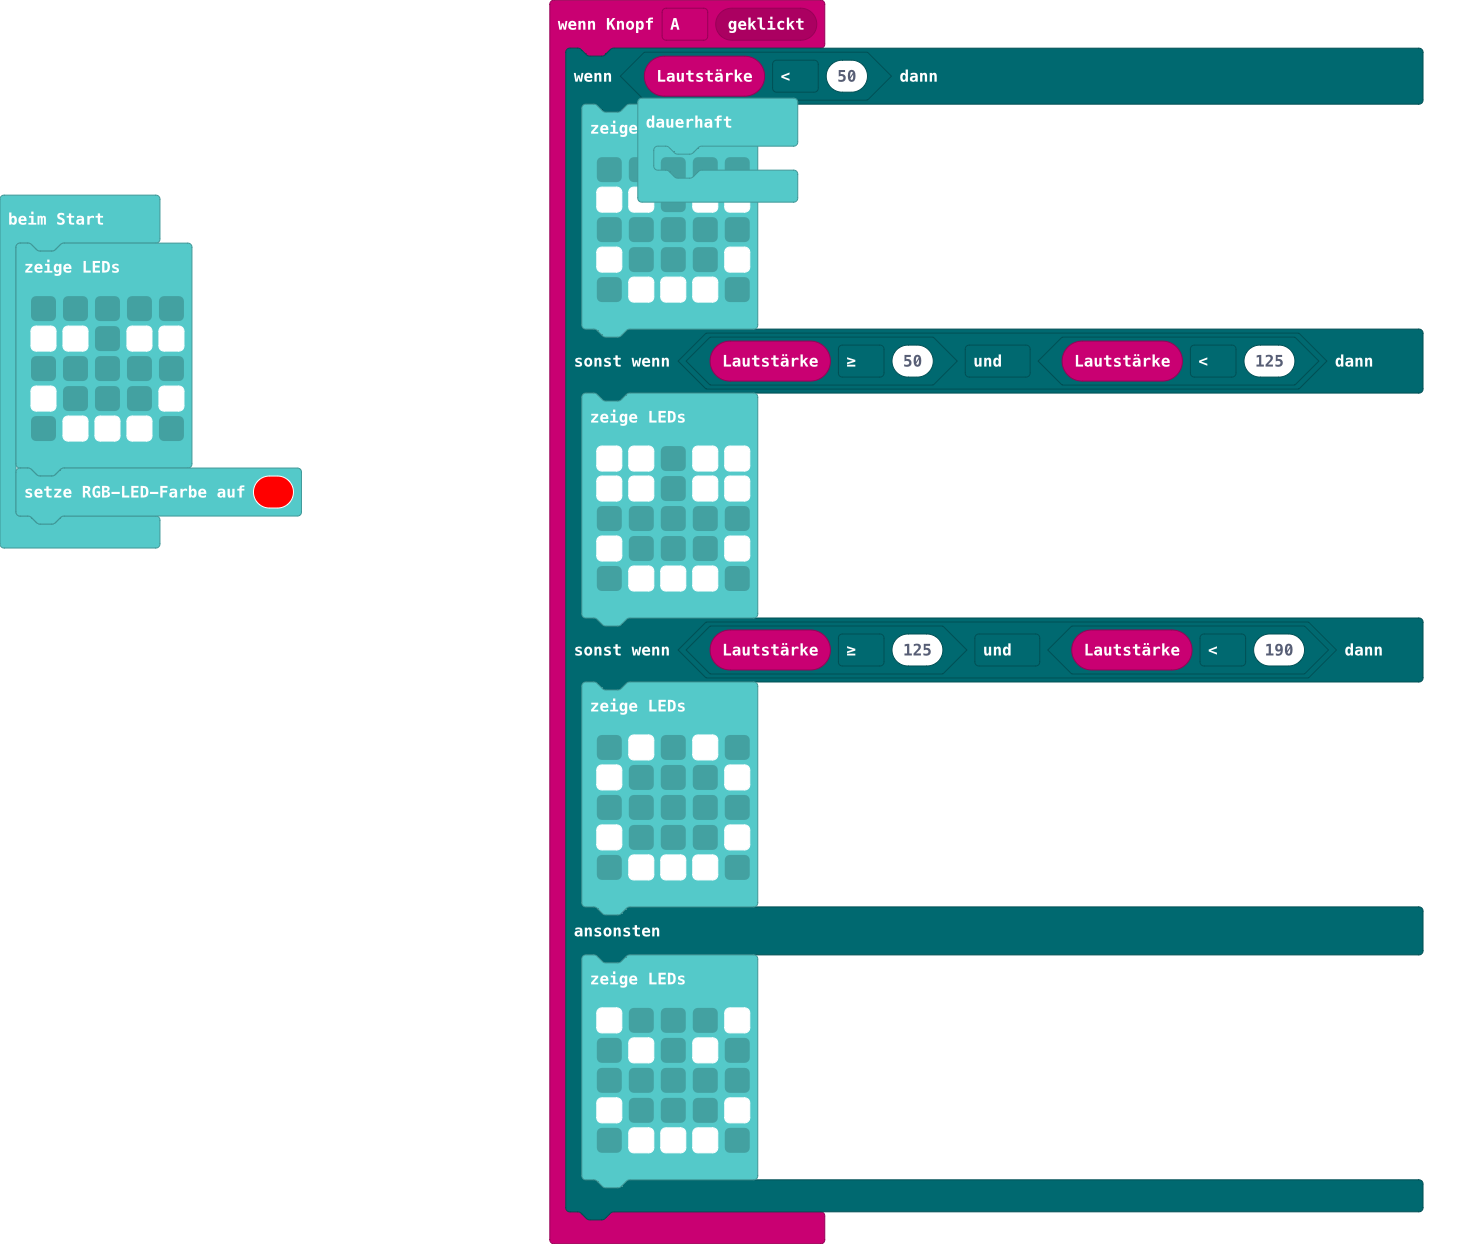 beim Start
zeige LEDs
setze RGB-LED-Farbe auf
wenn Knopf A geklickt
wenn Lautstärke < 50 dann
zeige
dauerhaft
sonst wenn Lautstärke ≥ 50 und Lautstärke < 125 dann
zeige LEDs
sonst wenn Lautstärke ≥ 125 und Lautstärke < 190 dann
zeige LEDs
ansonsten
zeige LEDs